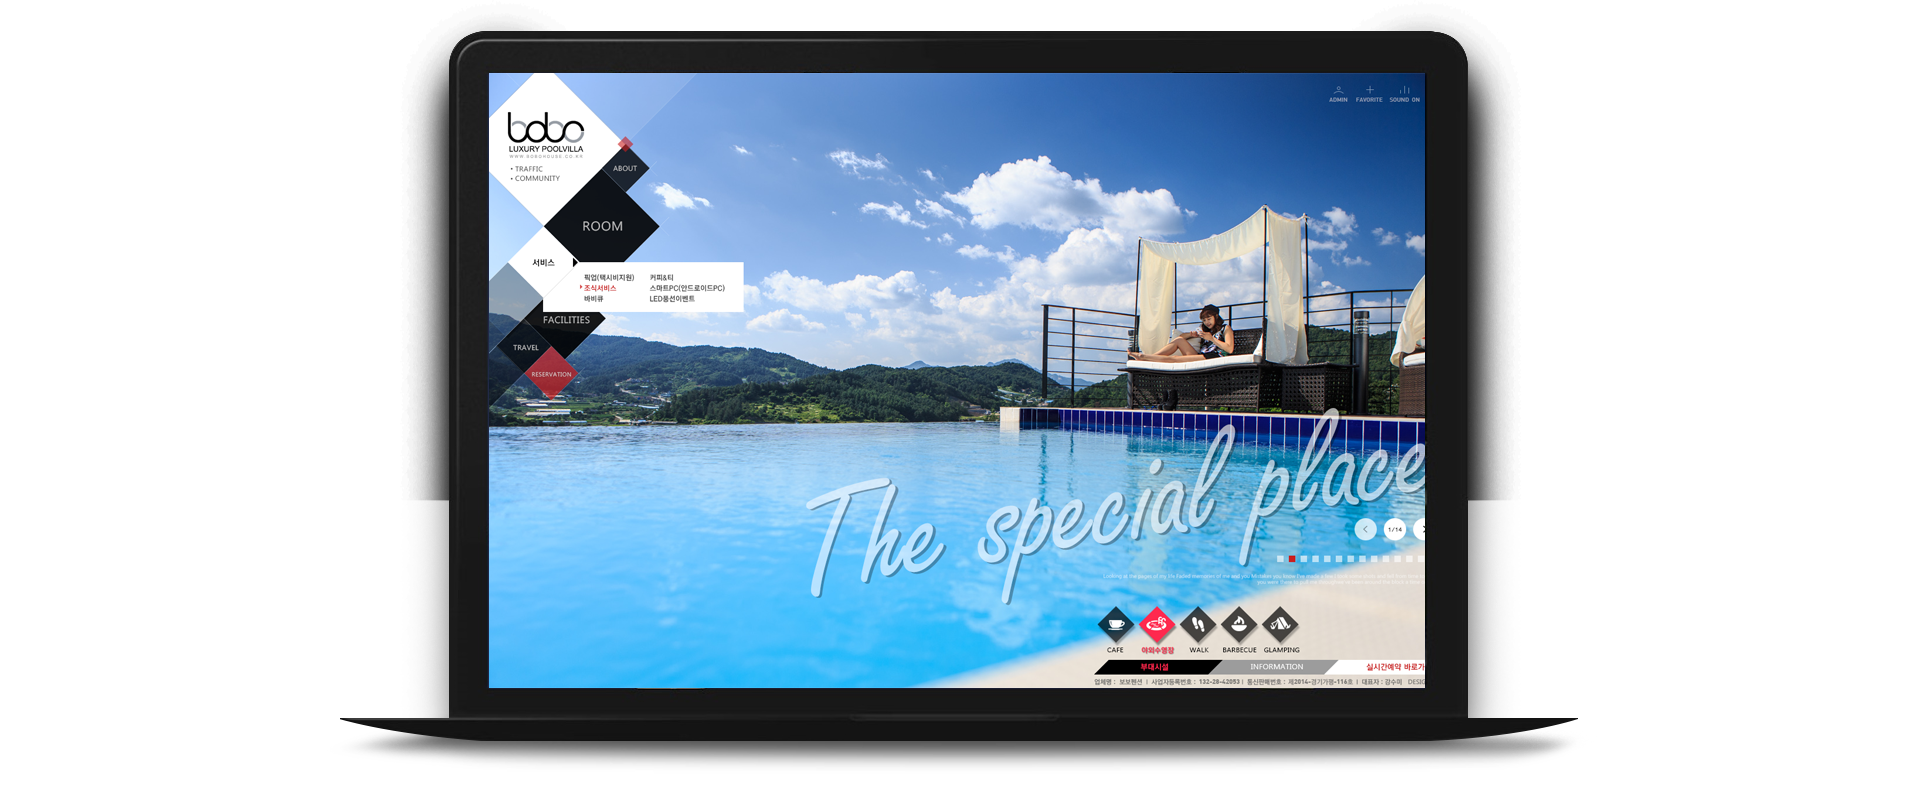 bobo
LUXURY POOLVILLA
WWW.BOBOHOUSE.CO.KR
• TRAFFIC
• COMMUNITY
ADMIN FAVORITE SOUND ON
ABOUT
ROOM
서비스
픽업(택시비지원) 커피&티
조식서비스 스마트PC(안드로이드PC)
바비큐 LED풍선이벤트
FACILITIES
TRAVEL
RESERVATION
The special place
1/14
CAFE 야외수영장 WALK BARBECUE GLAMPING
부대시설 INFORMATION 실시간예약 바로가
업체명 : 보보펜션 | 사업자등록번호 : 132-28-42053 | 통신판매번호 : 제2014-경기가평-116호 | 대표자 : 강수미 DESIG